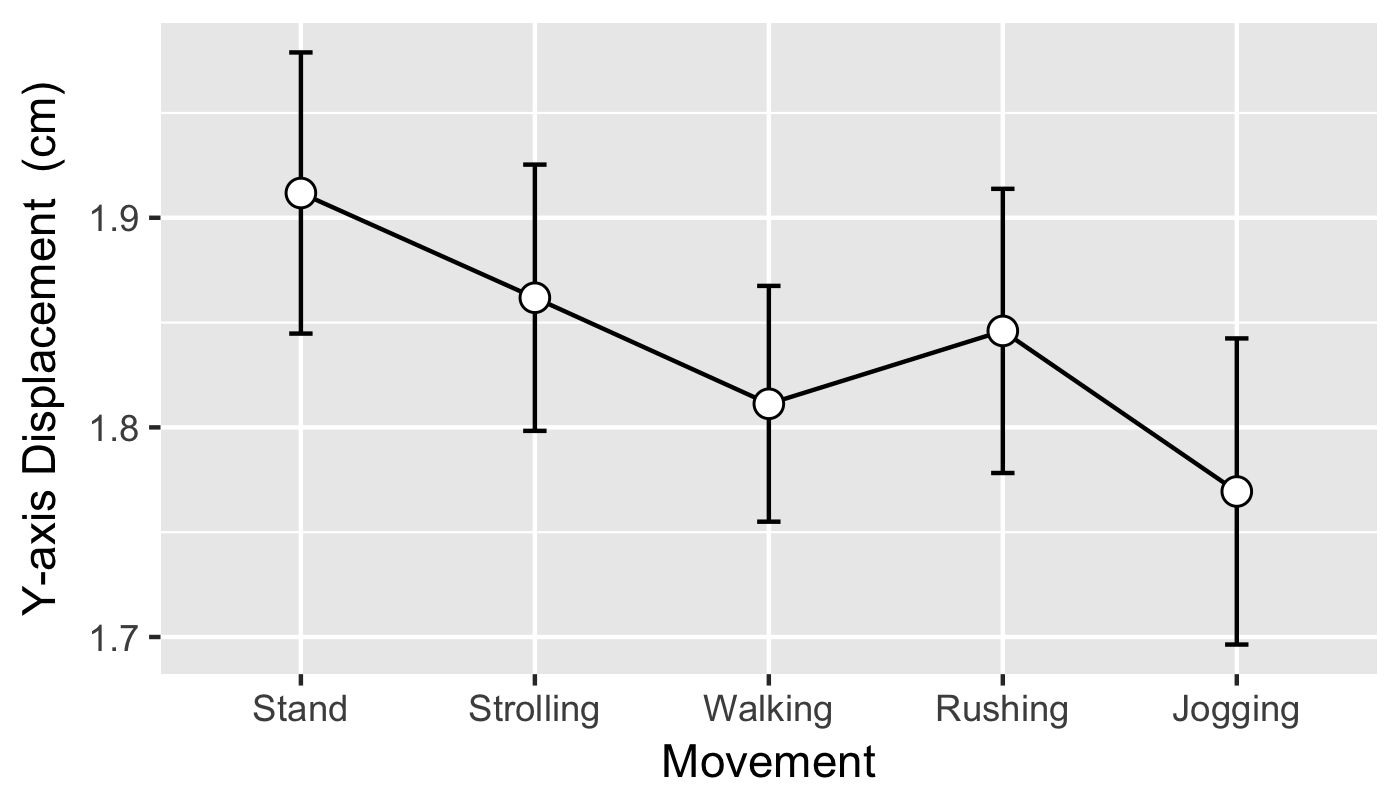 Y-axis Displacement  (cm)
1.9
1.8
1.7
Stand Strolling Walking Rushing Jogging
Movement